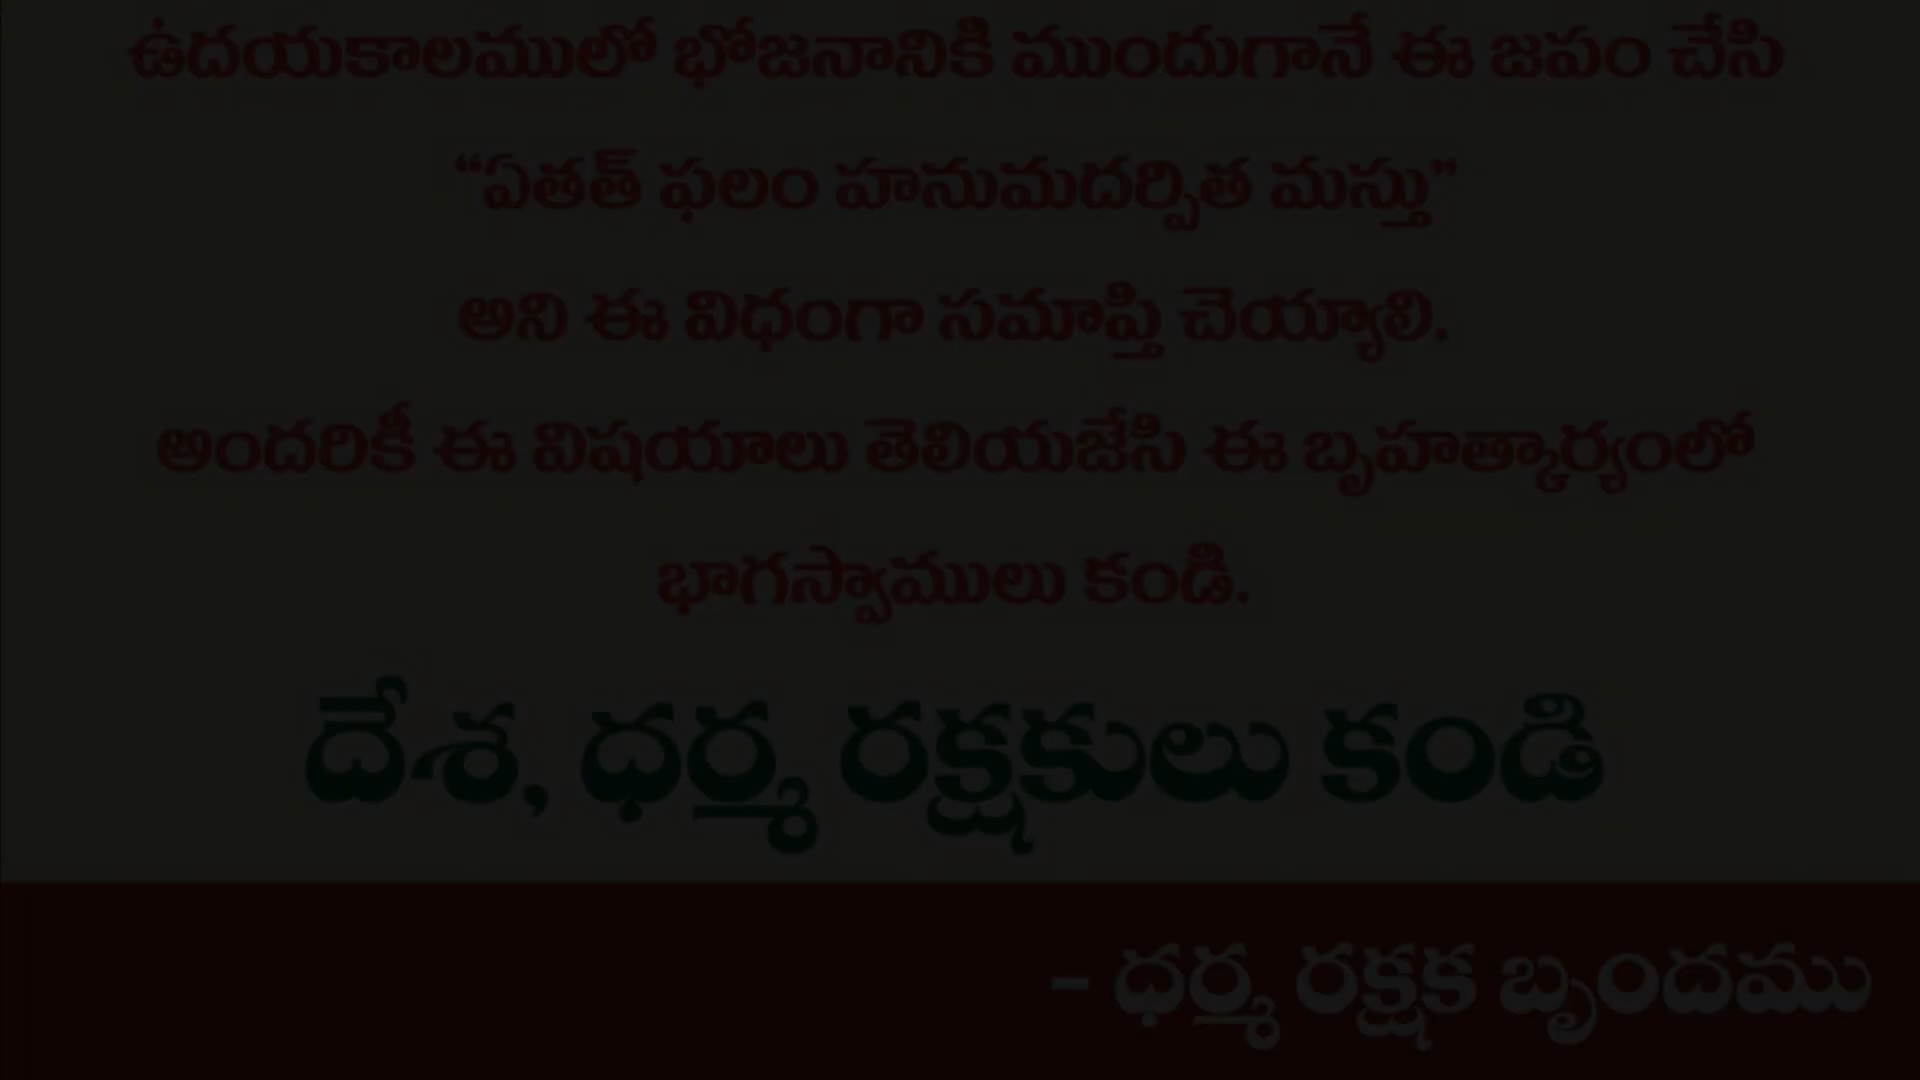 ఉదయకాలములో భోజనానికి ముందుగానే ఈ జపం చేసి
“ఏతత్ ఫలం హనుమదర్పిత మస్తు”
అని ఈ విధంగా సమాప్తి చెయ్యాలి.
అందరికీ ఈ విషయాలు తెలియజేసి ఈ బృహత్కార్యంలో
భాగస్వాములు కండి.
దేశ, ధర్మ రక్షకులు కండి
– ధర్మ రక్షక బృందము